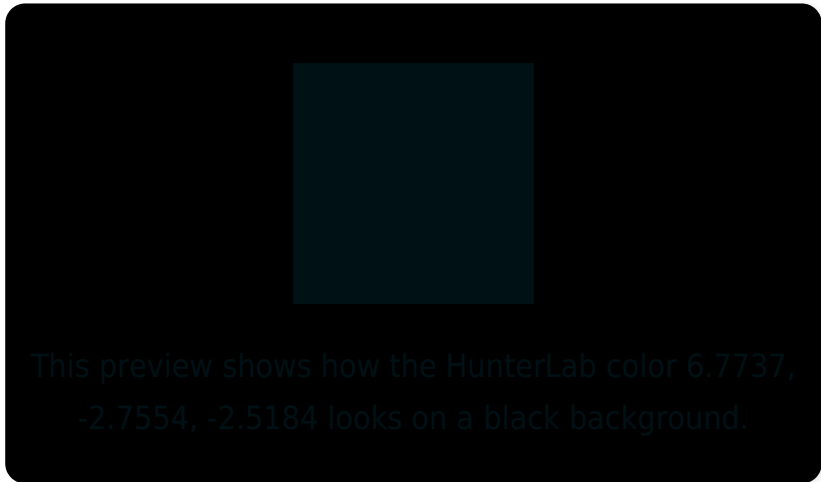 This preview shows how the HunterLab color 6.7737,
-2.7554, -2.5184 looks on a black background.